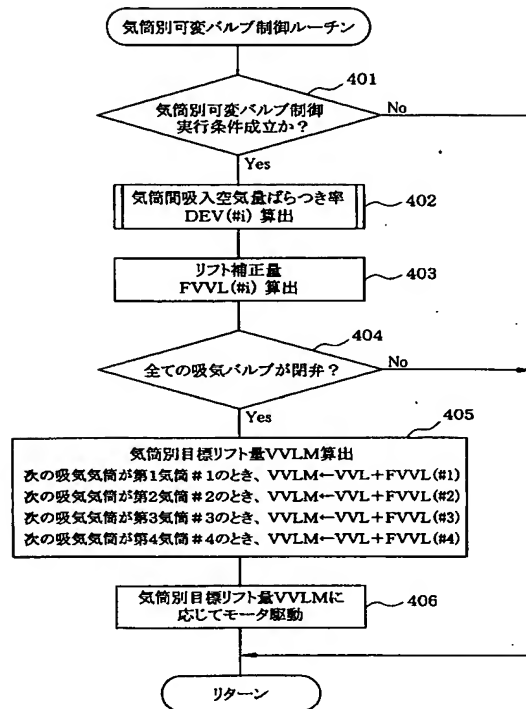 気筒別可変バルブ制御ルーチン
401
気筒別可変バルブ制御
実行条件成立か?
No
Yes
気筒間吸入空気量ばらつき率
DEV(#i) 算出
402
リフト補正量
FVVL(#i) 算出
403
404
全ての吸気バルブが閉弁?
No
Yes
405
気筒別目標リフト量VVLM算出
次の吸気気筒が第1気筒#1のとき、VVLM←VVL+FVVL(#1)
次の吸気気筒が第2気筒#2のとき、VVLM←VVL+FVVL(#2)
次の吸気気筒が第3気筒#3のとき、VVLM←VVL+FVVL(#3)
次の吸気気筒が第4気筒#4のとき、VVLM←VVL+FVVL(#4)
気筒別目標リフト量VVLMに
応じてモータ駆動
406
リターン